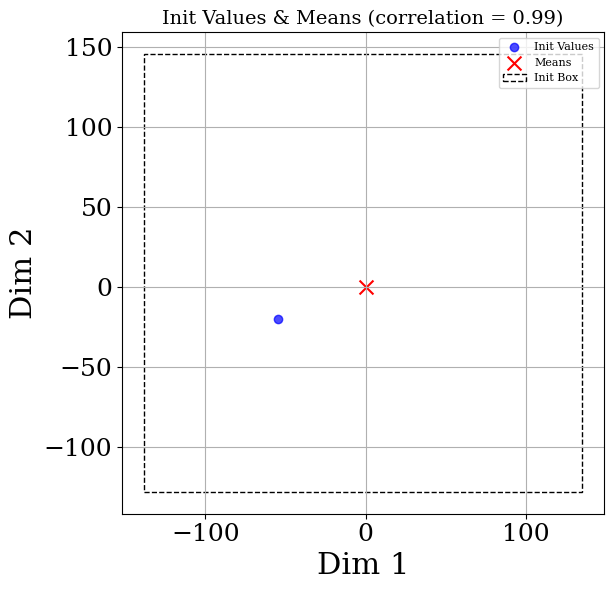 Init Values & Means (correlation = 0.99)
Init Values
Means
Init Box
Dim 2
150
100
50
0
−50
−100
−100 0 100
Dim 1